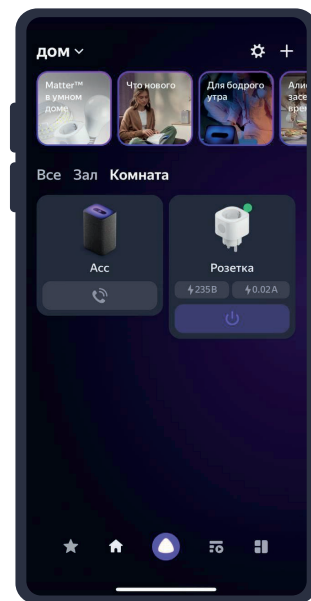 дом
Matter™
в умном
доме
Что нового
Для бодрого
утра
Все Зал Комната
Асс
Розетка
235В 0.02А